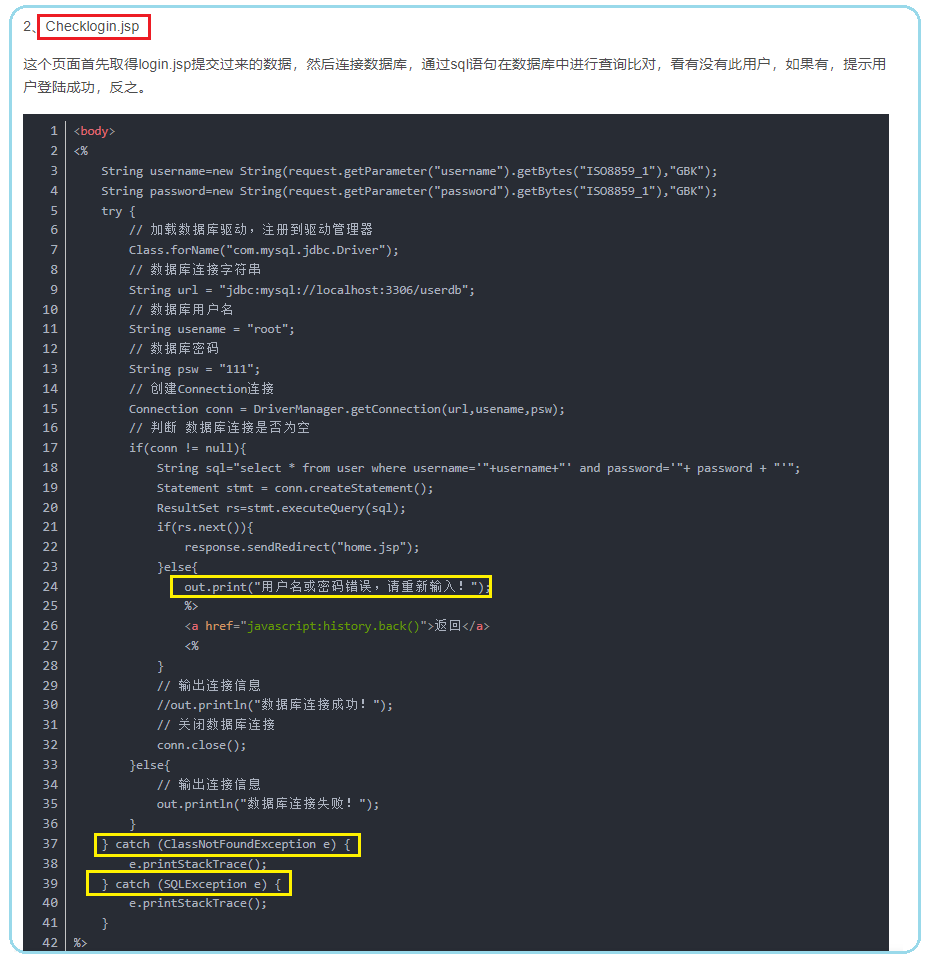 2、Checklogin.jsp
这个页面首先取得login.jsp提交过来的数据，然后连接数据库，通过sql语句在数据库中进行查询比对，看有没有此用户，如果有，提示用
户登陆成功，反之。
1 <body>
2 <%
3 String username=new String(request.getParameter("username").getBytes("ISO8859_1"),"GBK");
4 String password=new String(request.getParameter("password").getBytes("ISO8859_1"),"GBK");
5 try {
6 // 加载数据库驱动，注册到驱动管理器
7 Class.forName("com.mysql.jdbc.Driver");
8 // 数据库连接字符串
9 String url = "jdbc:mysql://localhost:3306/userdb";
10 // 数据库用户名
11 String usename = "root";
12 // 数据库密码
13 String psw = "111";
14 // 创建Connection连接
15 Connection conn = DriverManager.getConnection(url,usename,psw);
16 // 判断 数据库连接是否为空
17 if(conn != null){
18 String sql="select * from user where username='"+username+"' and password='"+ password + "'";
19 Statement stmt = conn.createStatement();
20 ResultSet rs=stmt.executeQuery(sql);
21 if(rs.next()){
22 response.sendRedirect("home.jsp");
23 }else{
24 out.print("用户名或密码错误，请重新输入！");
25 %>
26 <a href="javascript:history.back()">返回</a>
27 <%
28 }
29 // 输出连接信息
30 //out.println("数据库连接成功！");
31 // 关闭数据库连接
32 conn.close();
33 }else{
34 // 输出连接信息
35 out.println("数据库连接失败！");
36 }
37 } catch (ClassNotFoundException e) {
38 e.printStackTrace();
39 } catch (SQLException e) {
40 e.printStackTrace();
41 }
42 %>